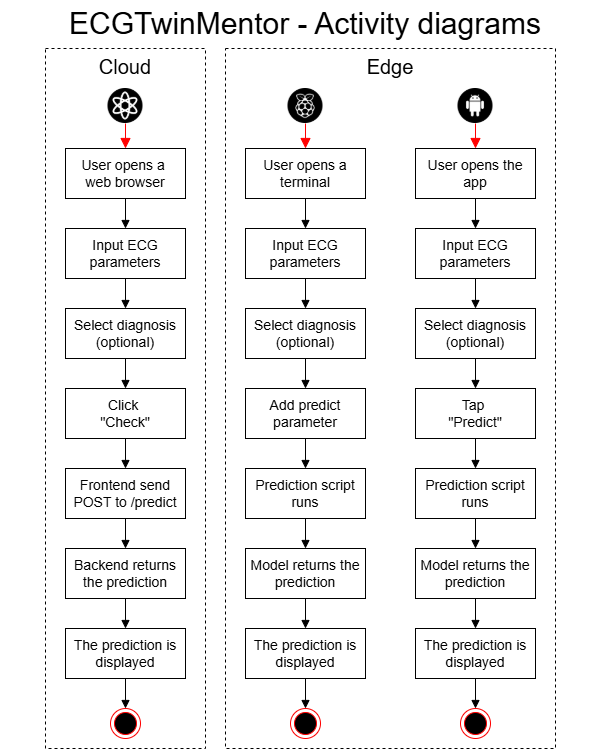 ECGTwinMentor - Activity diagrams
Cloud
User opens a
web browser
Input ECG
parameters
Select diagnosis
(optional)
Click
"Check"
Frontend send
POST to /predict
Backend returns
the prediction
The prediction is
displayed
Edge
User opens a
terminal
Input ECG
parameters
Select diagnosis
(optional)
Add predict
parameter
Prediction script
runs
Model returns the
prediction
The prediction is
displayed
User opens the
app
Input ECG
parameters
Select diagnosis
(optional)
Tap
"Predict"
Prediction script
runs
Model returns the
prediction
The prediction is
displayed